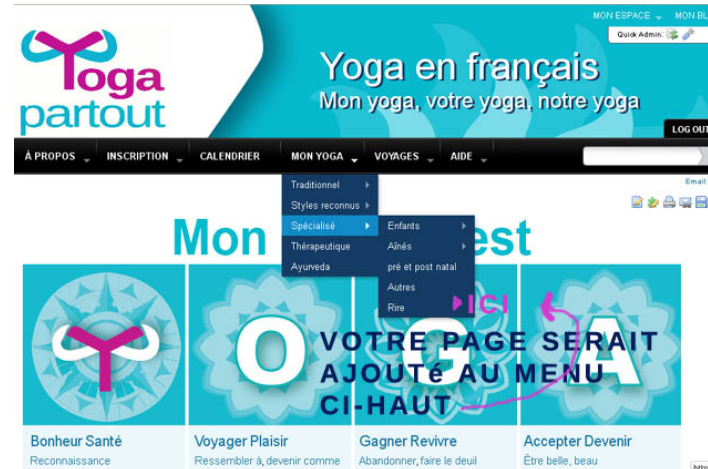 MON ESPACE MON BL
Quick Admin:
Yoga
partout
Yoga en français
Mon yoga, votre yoga, notre yoga
LOG OUT
À PROPOS INSCRIPTION CALENDRIER MON YOGA VOYAGES AIDE
Email
Traditionnel
Styles reconnus
Spécialisé Enfants
Thérapeutique Aînés
Ayurveda pré et post natal
Autres
Rire ICI
Mon est
O G A
VOTRE PAGE SERAIT
AJOUTé AU MENU
CI-HAUT
Bonheur Santé Voyager Plaisir Gagner Revivre Accepter Devenir
Reconnaissance Ressembler à, devenir comme Abandonner, faire le deuil Être belle, beau